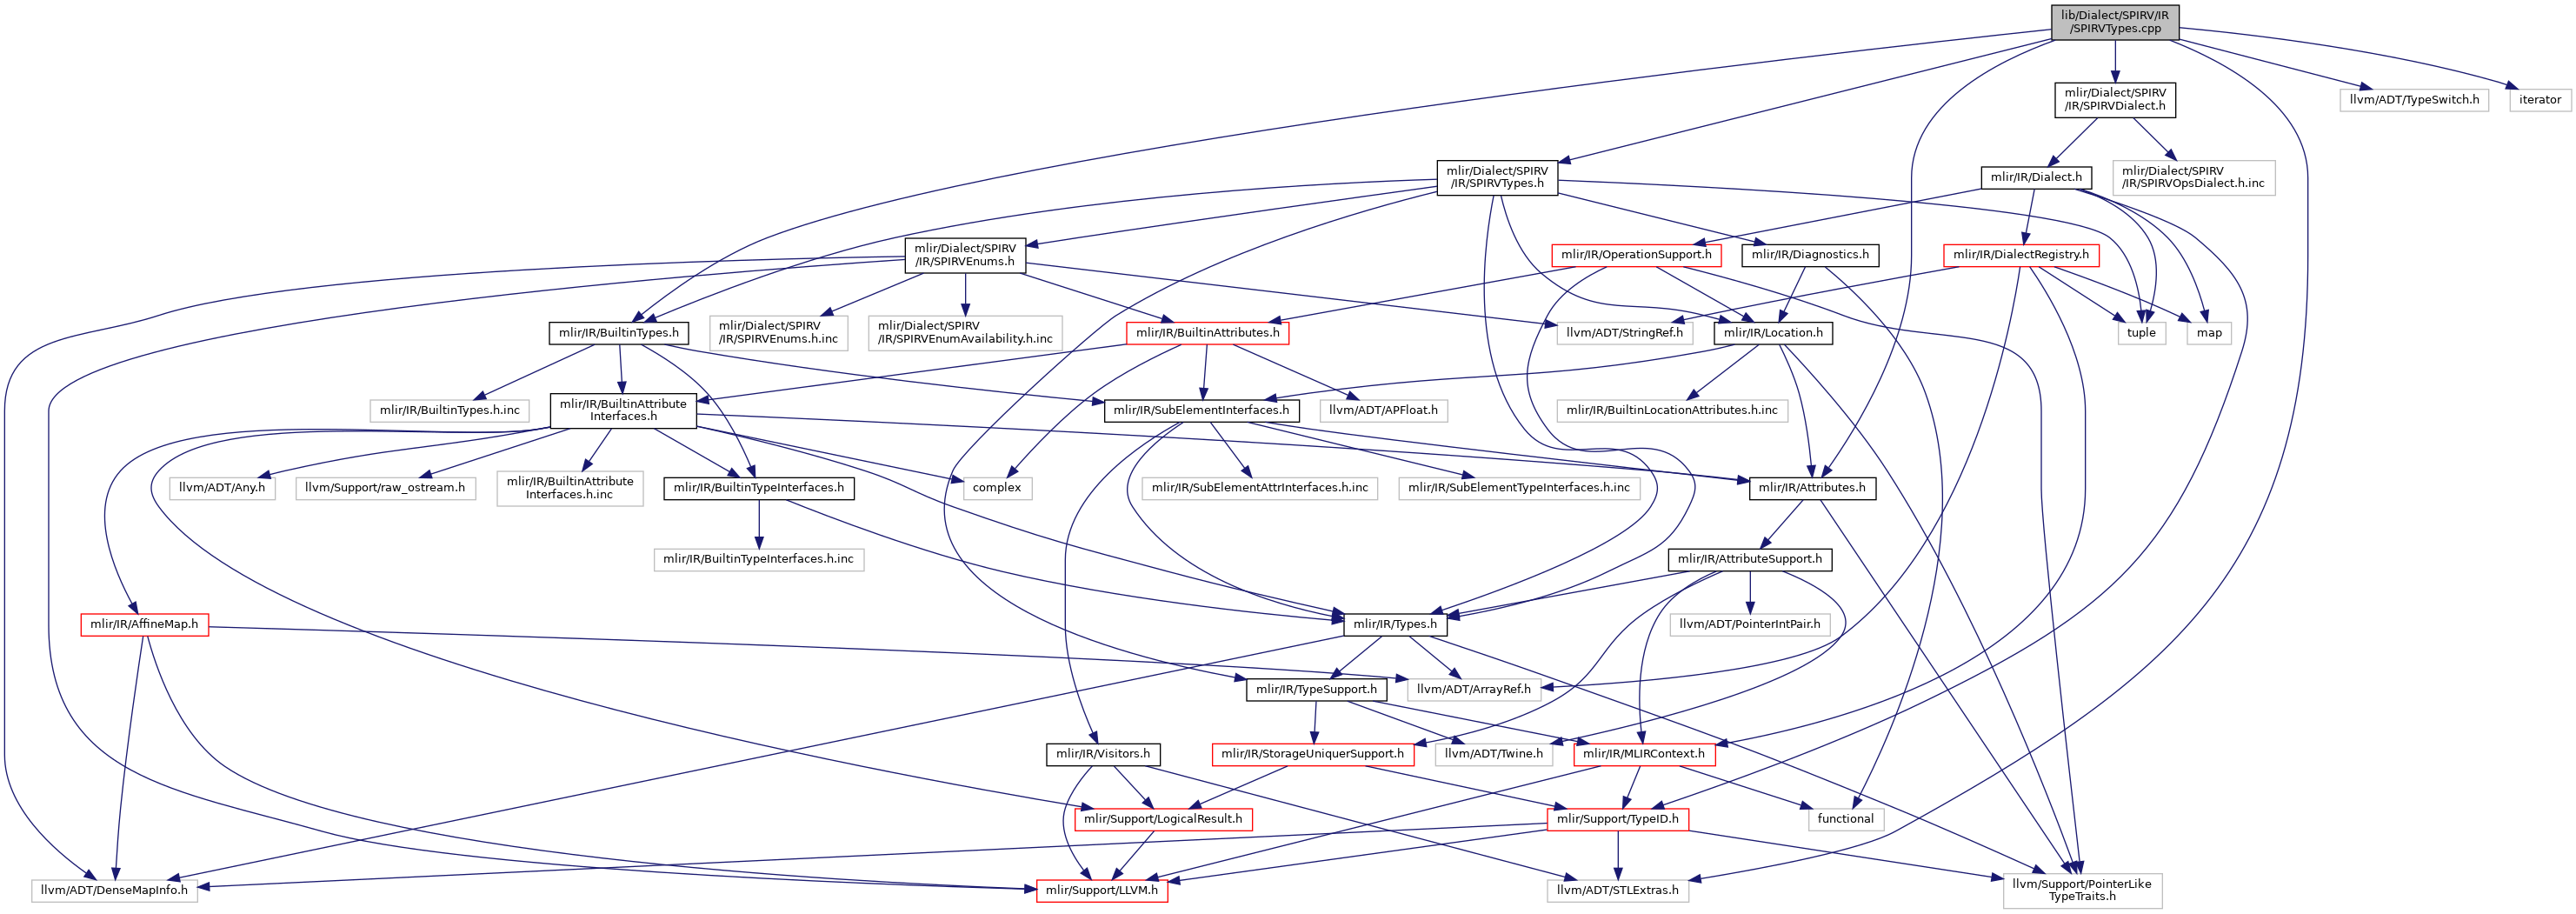 lib/Dialect/SPIRV/IR
/SPIRVTypes.cpp
mlir/Dialect/SPIRV
/IR/SPIRVDialect.h
llvm/ADT/TypeSwitch.h
iterator
mlir/Dialect/SPIRV
/IR/SPIRVTypes.h
mlir/IR/Dialect.h
mlir/Dialect/SPIRV
/IR/SPIRVOpsDialect.h.inc
mlir/Dialect/SPIRV
/IR/SPIRVEnums.h
mlir/IR/OperationSupport.h
mlir/IR/Diagnostics.h
mlir/IR/DialectRegistry.h
mlir/IR/BuiltinTypes.h
mlir/Dialect/SPIRV
/IR/SPIRVEnums.h.inc
mlir/Dialect/SPIRV
/IR/SPIRVEnumAvailability.h.inc
mlir/IR/BuiltinAttributes.h
llvm/ADT/StringRef.h
mlir/IR/Location.h
tuple
map
mlir/IR/BuiltinTypes.h.inc
mlir/IR/BuiltinAttribute
Interfaces.h
mlir/IR/SubElementInterfaces.h
llvm/ADT/APFloat.h
mlir/IR/BuiltinLocationAttributes.h.inc
llvm/ADT/Any.h
llvm/Support/raw_ostream.h
mlir/IR/BuiltinAttribute
Interfaces.h.inc
mlir/IR/BuiltinTypeInterfaces.h
complex
mlir/IR/SubElementAttrInterfaces.h.inc
mlir/IR/SubElementTypeInterfaces.h.inc
mlir/IR/Attributes.h
mlir/IR/BuiltinTypeInterfaces.h.inc
mlir/IR/AttributeSupport.h
mlir/IR/AffineMap.h
mlir/IR/Types.h
llvm/ADT/PointerIntPair.h
mlir/IR/TypeSupport.h
llvm/ADT/ArrayRef.h
mlir/IR/Visitors.h
mlir/IR/StorageUniquerSupport.h
llvm/ADT/Twine.h
mlir/IR/MLIRContext.h
mlir/Support/LogicalResult.h
mlir/Support/TypeID.h
functional
llvm/ADT/DenseMapInfo.h
mlir/Support/LLVM.h
llvm/ADT/STLExtras.h
llvm/Support/PointerLike
TypeTraits.h